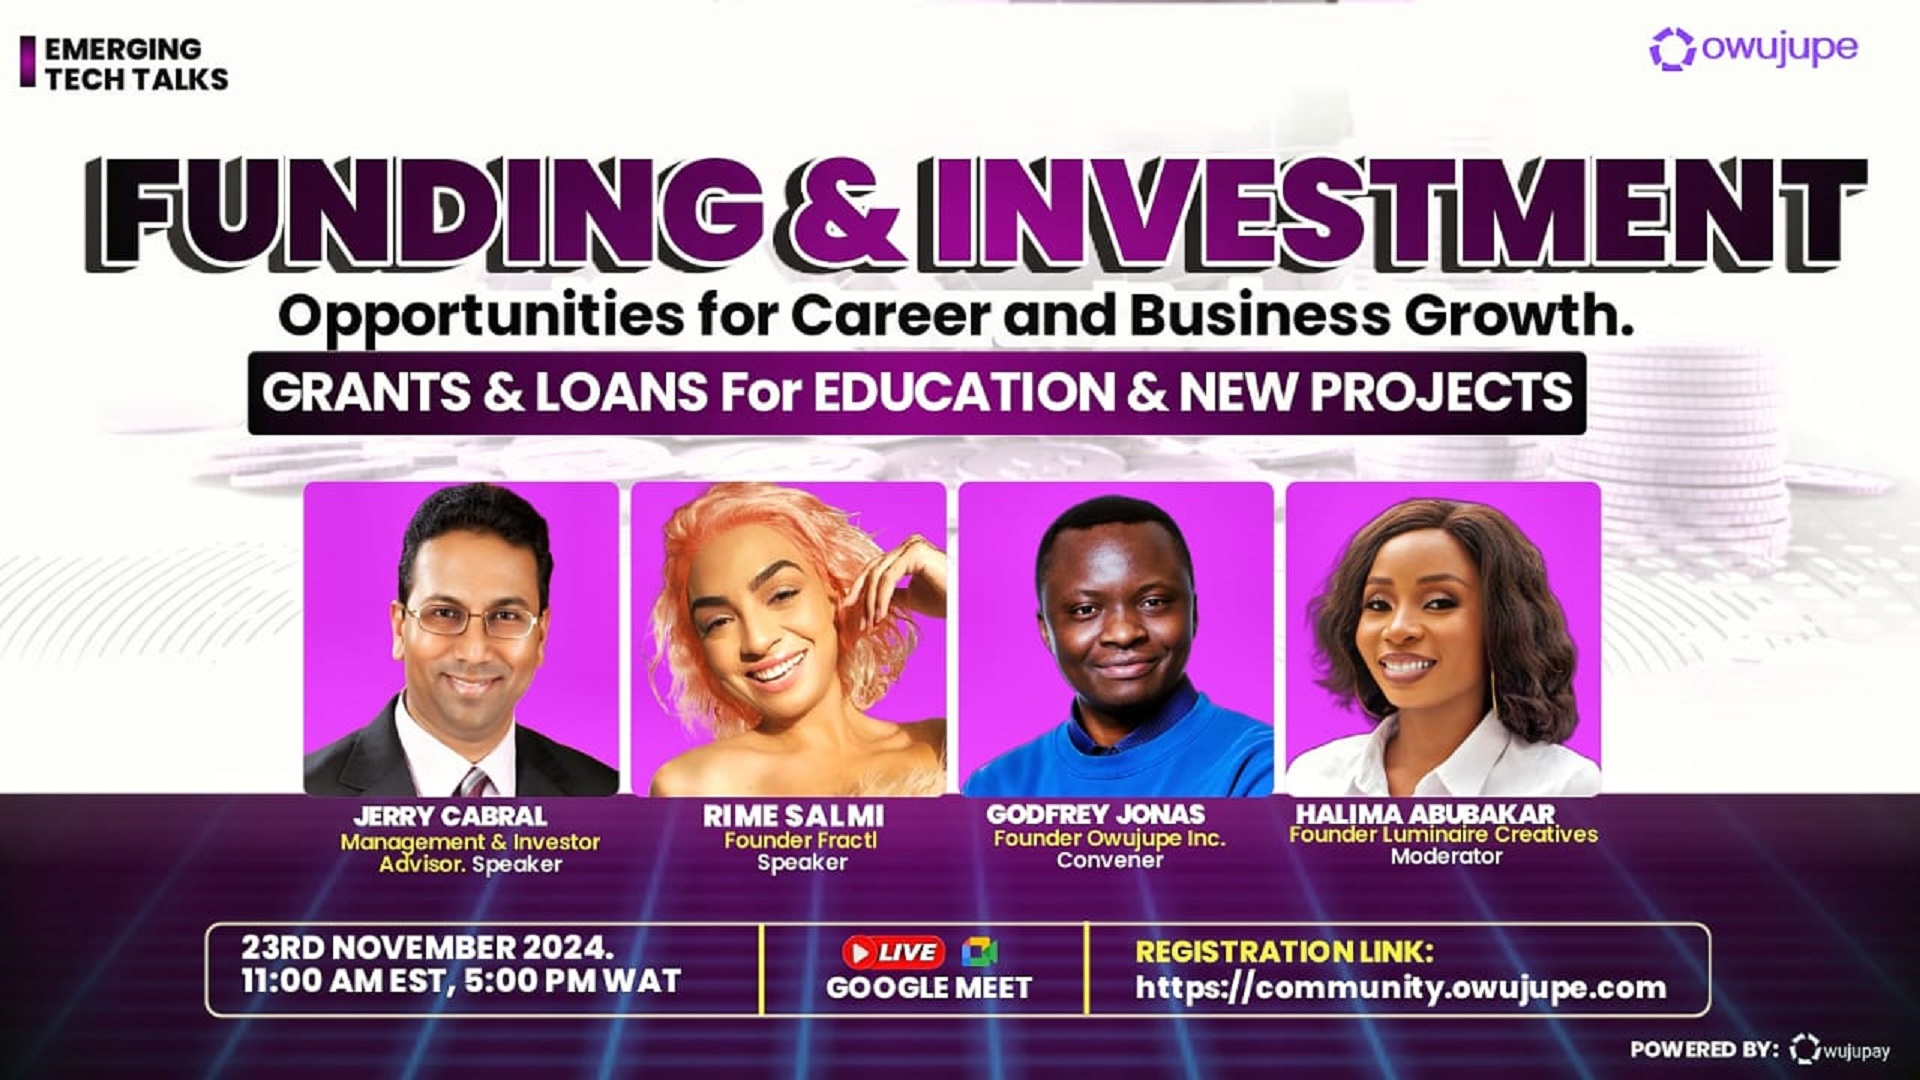 EMERGING
TECH TALKS
owujupe
FUNDING & INVESTMENT
Opportunities for Career and Business Growth.
GRANTS & LOANS For EDUCATION & NEW PROJECTS
JERRY CABRAL
Management & Investor
Advisor. Speaker
RIME SALMI
Founder Fractl
Speaker
GODFREY JONAS
Founder Owujupe Inc.
Convener
HALIMA ABUBAKAR
Founder Luminaire Creatives
Moderator
23RD NOVEMBER 2024.
11:00 AM EST, 5:00 PM WAT
LIVE
GOOGLE MEET
REGISTRATION LINK:
https://community.owujupe.com
POWERED BY: wujupay